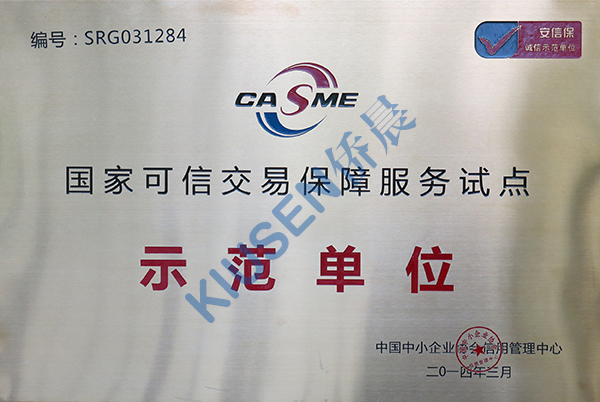 编号：SRG031284
安信保
诚信示范单位
CASME
国家可信交易保障服务试点
示范单位
KINSEN侨晨
中国中小企业协会信用管理中心
二〇一四年三月